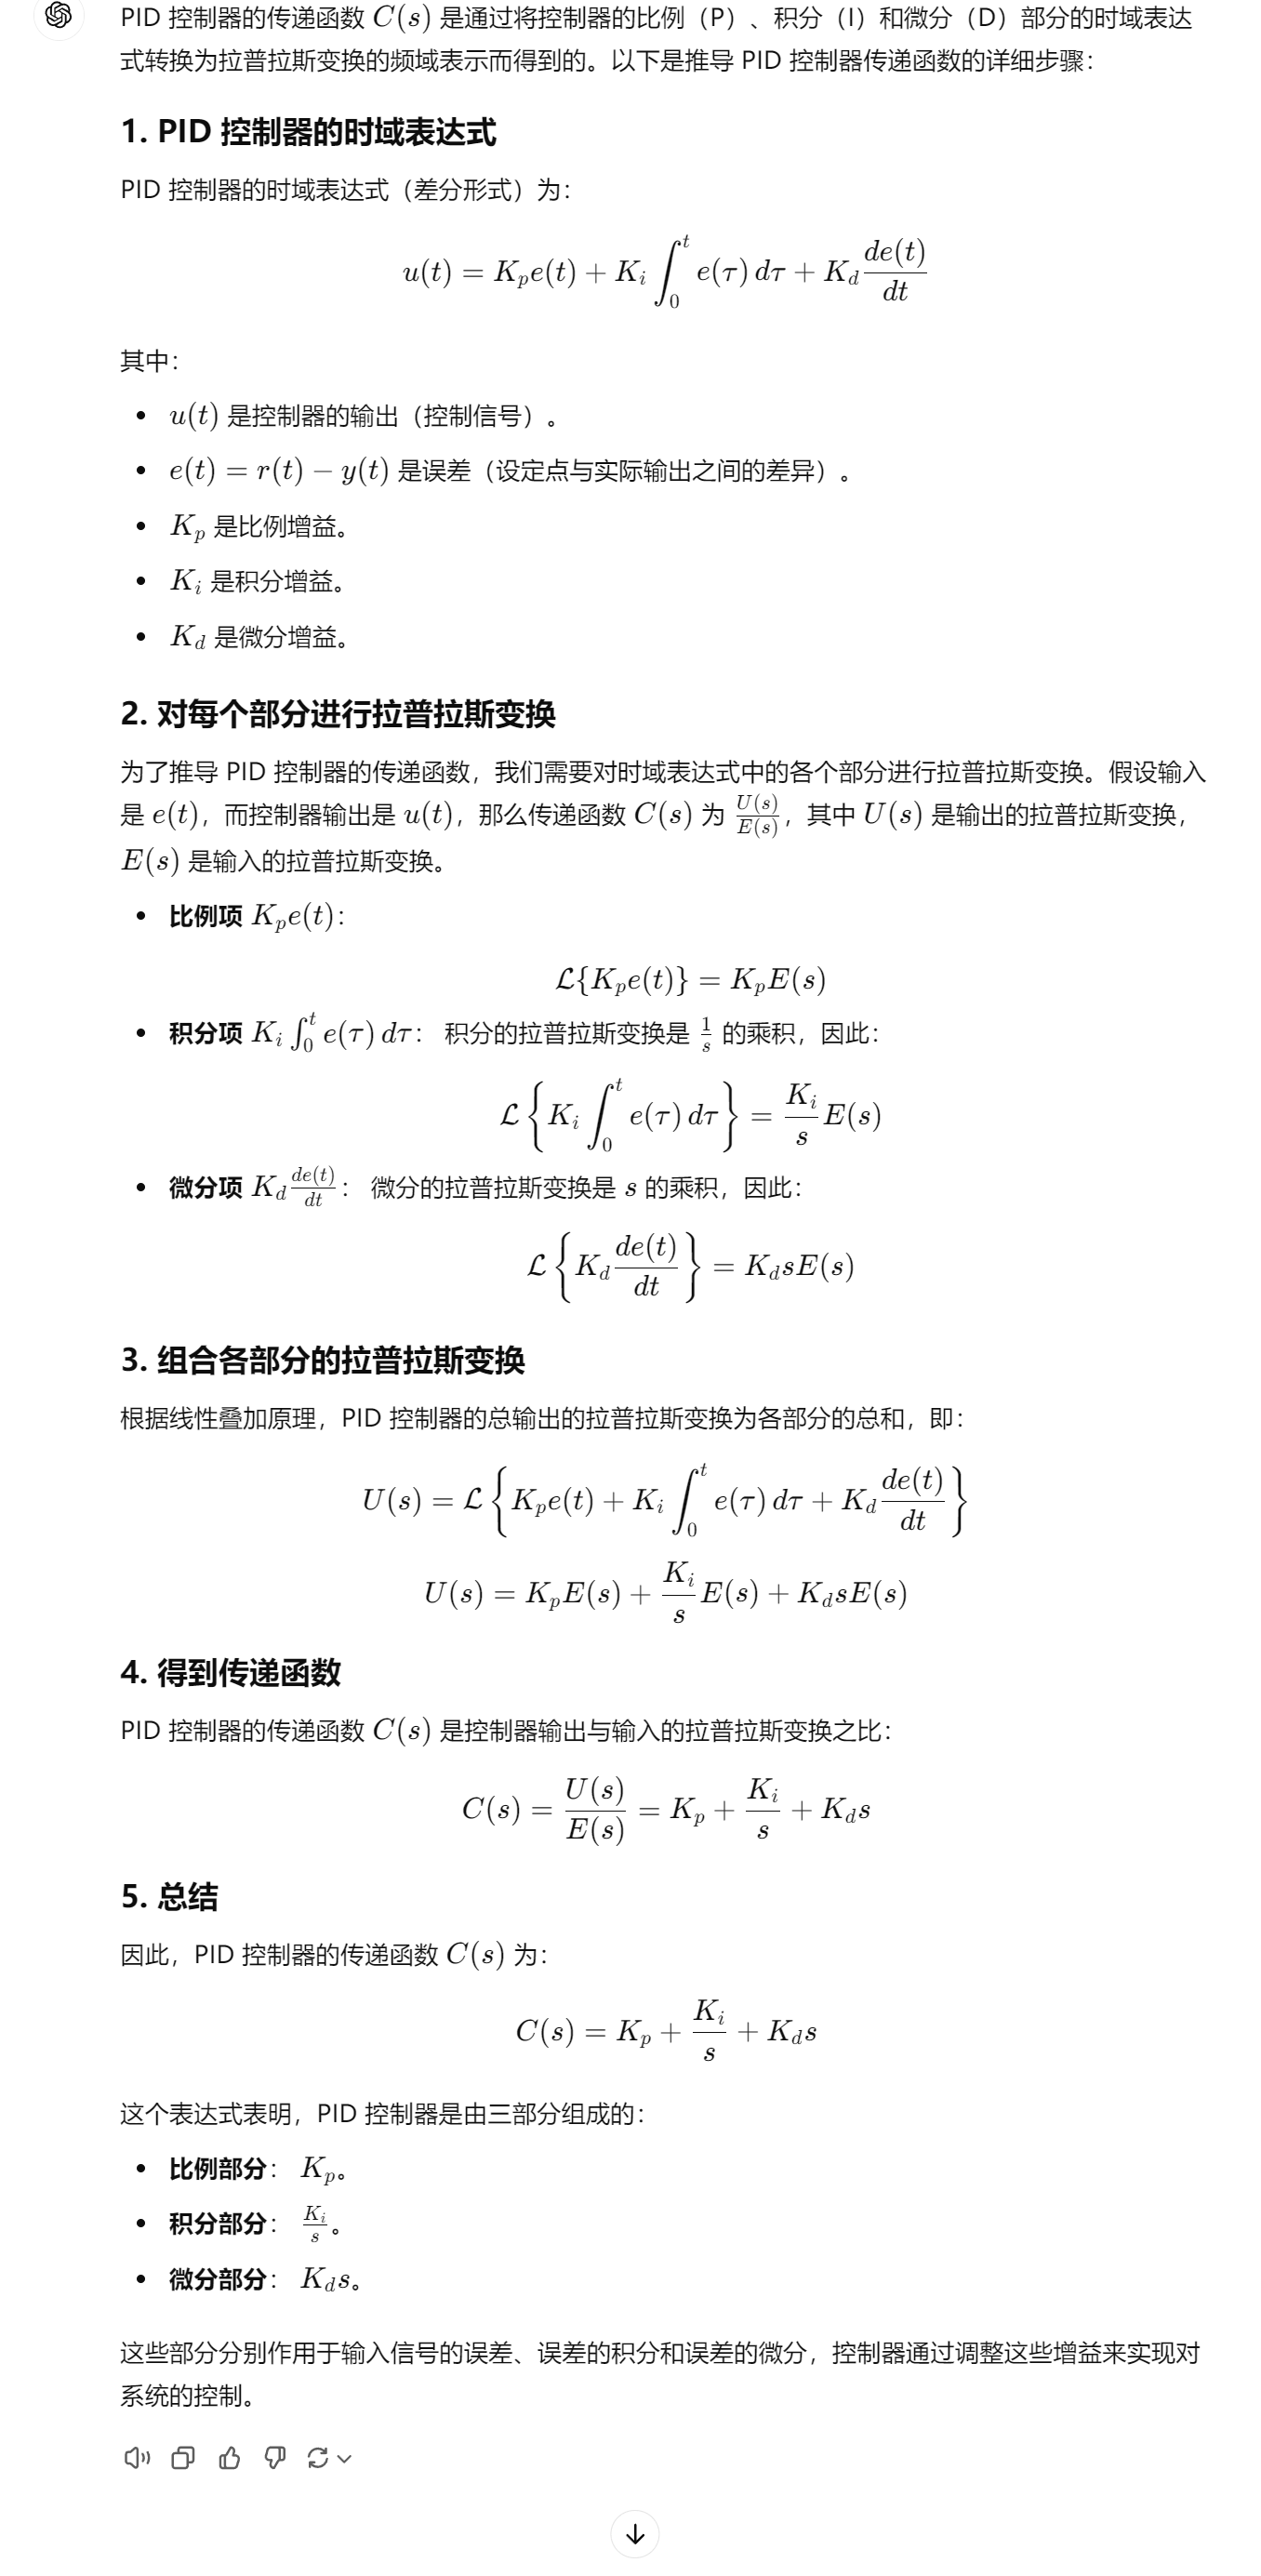 PID 控制器的传递函数 C(s) 是通过将控制器的比例（P）、积分（I）和微分（D）部分的时域表达
式转换为拉普拉斯变换的频域表示而得到的。以下是推导 PID 控制器传递函数的详细步骤：
1. PID 控制器的时域表达式
PID 控制器的时域表达式（差分形式）为：
u(t) = K_p e(t) + K_i ∫_0^t e(τ) dτ + K_d \frac{de(t)}{dt}
其中：
• u(t) 是控制器的输出（控制信号）。
• e(t) = r(t) − y(t) 是误差（设定点与实际输出之间的差异）。
• K_p 是比例增益。
• K_i 是积分增益。
• K_d 是微分增益。
2. 对每个部分进行拉普拉斯变换
为了推导 PID 控制器的传递函数，我们需要对时域表达式中的各个部分进行拉普拉斯变换。假设输入
是 e(t)，而控制器输出是 u(t)，那么传递函数 C(s) 为 \frac{U(s)}{E(s)}，其中 U(s) 是输出的拉普拉斯变换，
E(s) 是输入的拉普拉斯变换。
• 比例项 K_p e(t)：
ℒ{K_p e(t)} = K_p E(s)
• 积分项 K_i ∫_0^t e(τ) dτ： 积分的拉普拉斯变换是 \frac{1}{s} 的乘积，因此：
ℒ{K_i ∫_0^t e(τ) dτ} = \frac{K_i}{s} E(s)
• 微分项 K_d \frac{de(t)}{dt}： 微分的拉普拉斯变换是 s 的乘积，因此：
ℒ{K_d \frac{de(t)}{dt}} = K_d sE(s)
3. 组合各部分的拉普拉斯变换
根据线性叠加原理，PID 控制器的总输出的拉普拉斯变换为各部分的总和，即：
U(s) = ℒ{K_p e(t) + K_i ∫_0^t e(τ) dτ + K_d \frac{de(t)}{dt}}
U(s) = K_p E(s) + \frac{K_i}{s} E(s) + K_d sE(s)
4. 得到传递函数
PID 控制器的传递函数 C(s) 是控制器输出与输入的拉普拉斯变换之比：
C(s) = \frac{U(s)}{E(s)} = K_p + \frac{K_i}{s} + K_d s
5. 总结
因此，PID 控制器的传递函数 C(s) 为：
C(s) = K_p + \frac{K_i}{s} + K_d s
这个表达式表明，PID 控制器是由三部分组成的：
• 比例部分： K_p。
• 积分部分： \frac{K_i}{s}。
• 微分部分： K_d s。
这些部分分别作用于输入信号的误差、误差的积分和误差的微分，控制器通过调整这些增益来实现对
系统的控制。